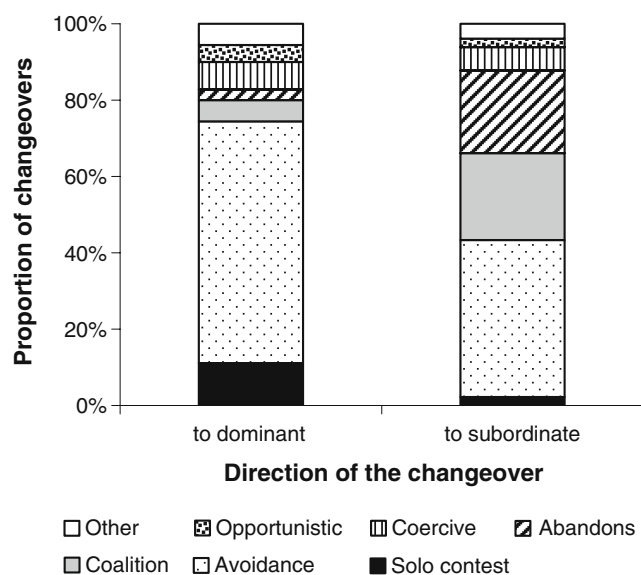 100%
80%
60%
40%
20%
0%
Proportion of changeovers
to dominant to subordinate
Direction of the changeover
Other Opportunistic Coercive Abandons
Coalition Avoidance Solo contest